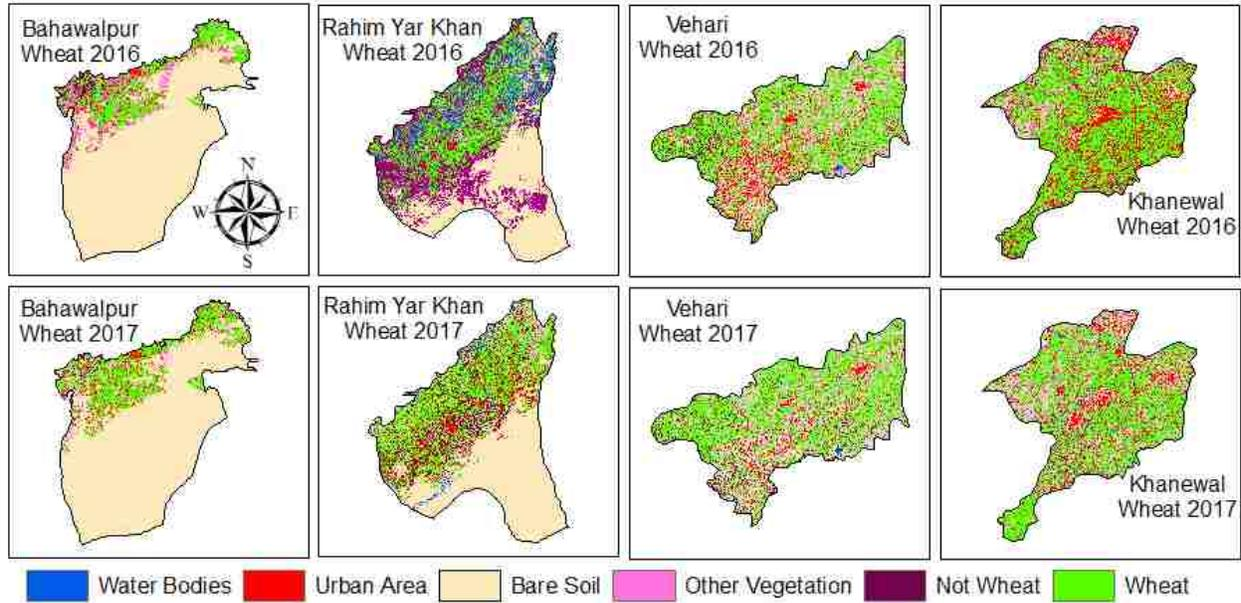 Bahawalpur
Wheat 2016
Rahim Yar Khan
Wheat 2016
Vehari
Wheat 2016
Khanewal
Wheat 2016
N
W E
S
Bahawalpur
Wheat 2017
Rahim Yar Khan
Wheat 2017
Vehari
Wheat 2017
Khanewal
Wheat 2017
Water Bodies Urban Area Bare Soil Other Vegetation Not Wheat Wheat